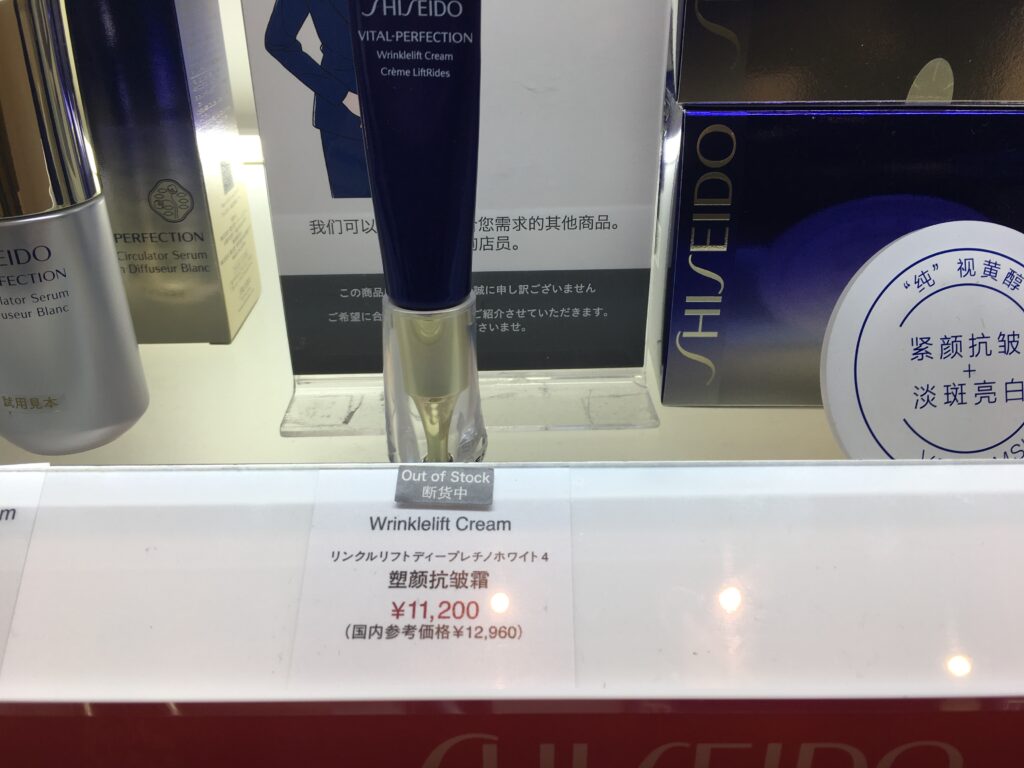 SHISEIDO
VITAL-PERFECTION
Wrinklelift Cream
Crème LiftRides
PERFECTION
Circulator Serum
Diffuseur Blanc
SEIDO
RFECTION
lator Serum
fuseur Blanc
試用見本
我们可以
您需求的其他商品。
的店员。
この商品
誠に申し訳ございません
ご希望に合
ご紹介させていただきます。
さいませ。
SHISEIDO
“纯”视黄醇
紧颜抗皱
+
淡斑亮白
Out of Stock
断货中
m
Wrinklelift Cream
リンクルリフトディープレチノホワイト4
塑颜抗皱霜
¥11,200
(国内参考価格¥12,960)
SHISEIDO